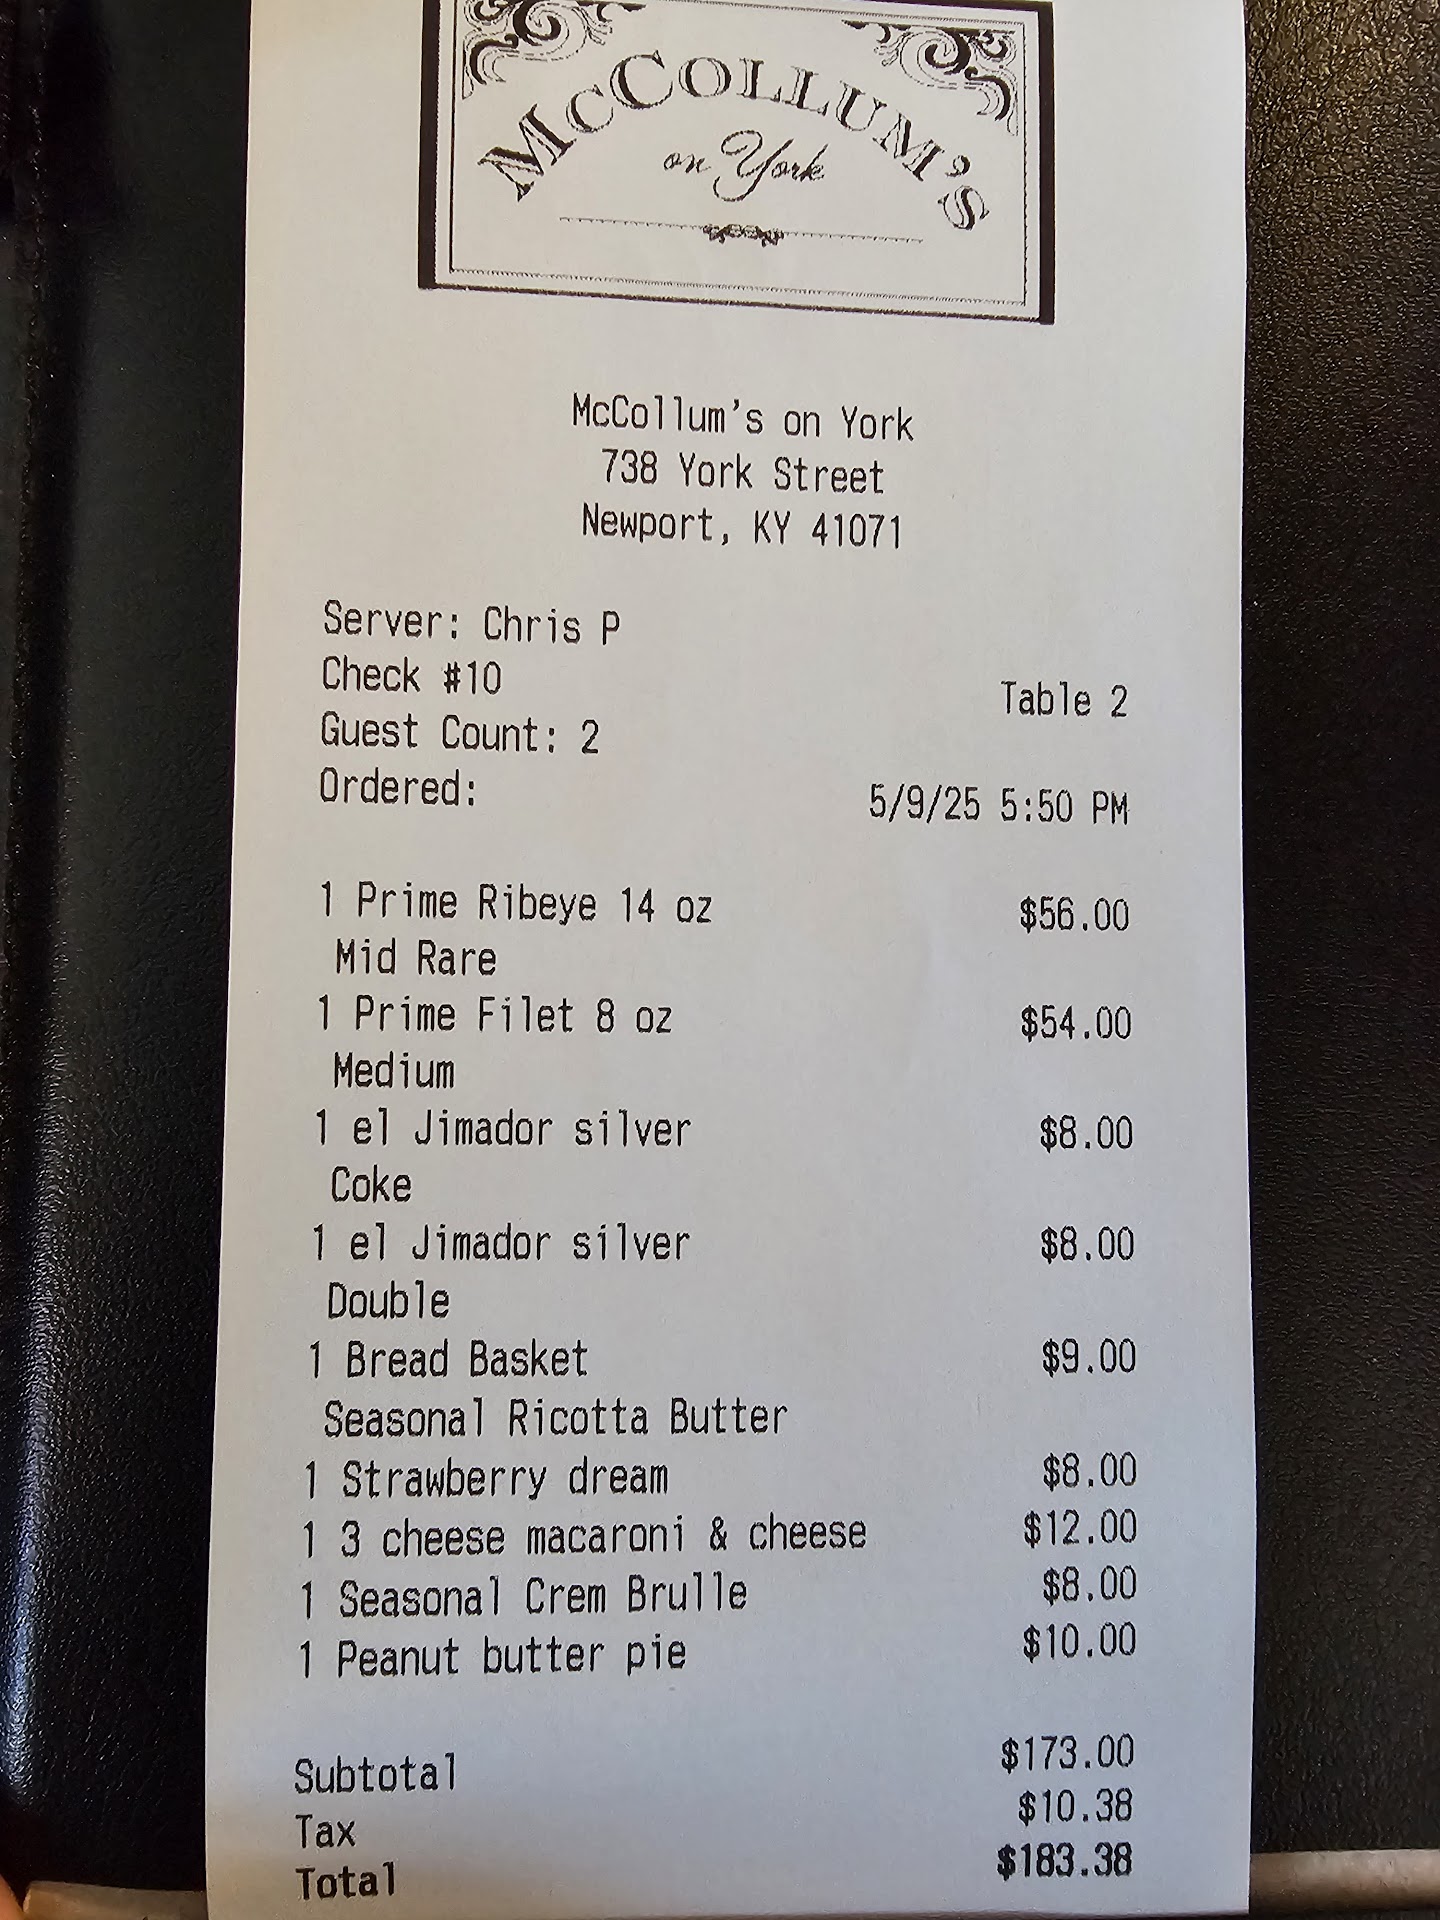 McCollum's
on York
McCollum's on York
738 York Street
Newport, KY 41071
Server: Chris P
Check #10 Table 2
Guest Count: 2
Ordered: 5/9/25 5:50 PM
1 Prime Ribeye 14 oz $56.00
Mid Rare
1 Prime Filet 8 oz $54.00
Medium
1 el Jimador silver $8.00
Coke
1 el Jimador silver $8.00
Double
1 Bread Basket $9.00
Seasonal Ricotta Butter
1 Strawberry dream $8.00
1 3 cheese macaroni & cheese $12.00
1 Seasonal Crem Brulle $8.00
1 Peanut butter pie $10.00
Subtotal $173.00
Tax $10.38
Total $183.38